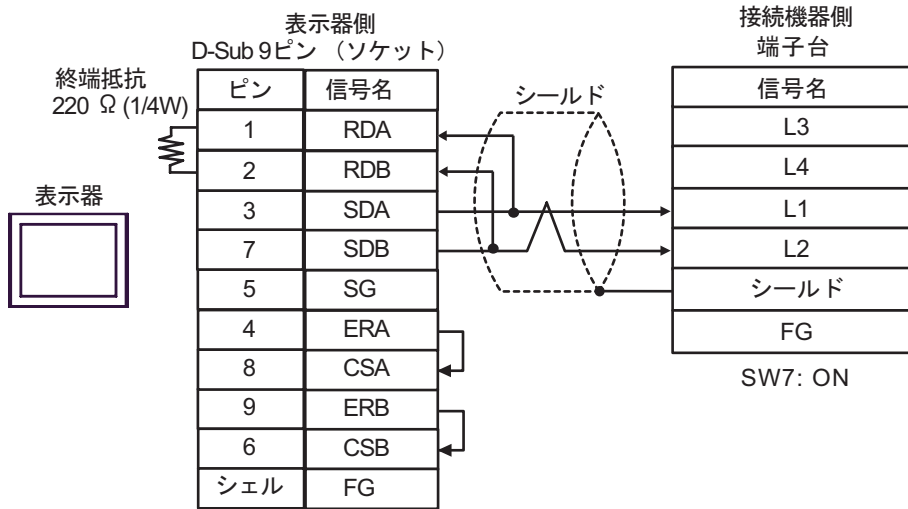 表示器側
D-Sub 9ピン （ソケット）
終端抵抗
220 Ω (1/4W)
ピン 信号名
1 RDA
2 RDB
3 SDA
7 SDB
5 SG
4 ERA
8 CSA
9 ERB
6 CSB
シェル FG
表示器
シールド
接続機器側
端子台
信号名
L3
L4
L1
L2
シールド
FG
SW7: ON